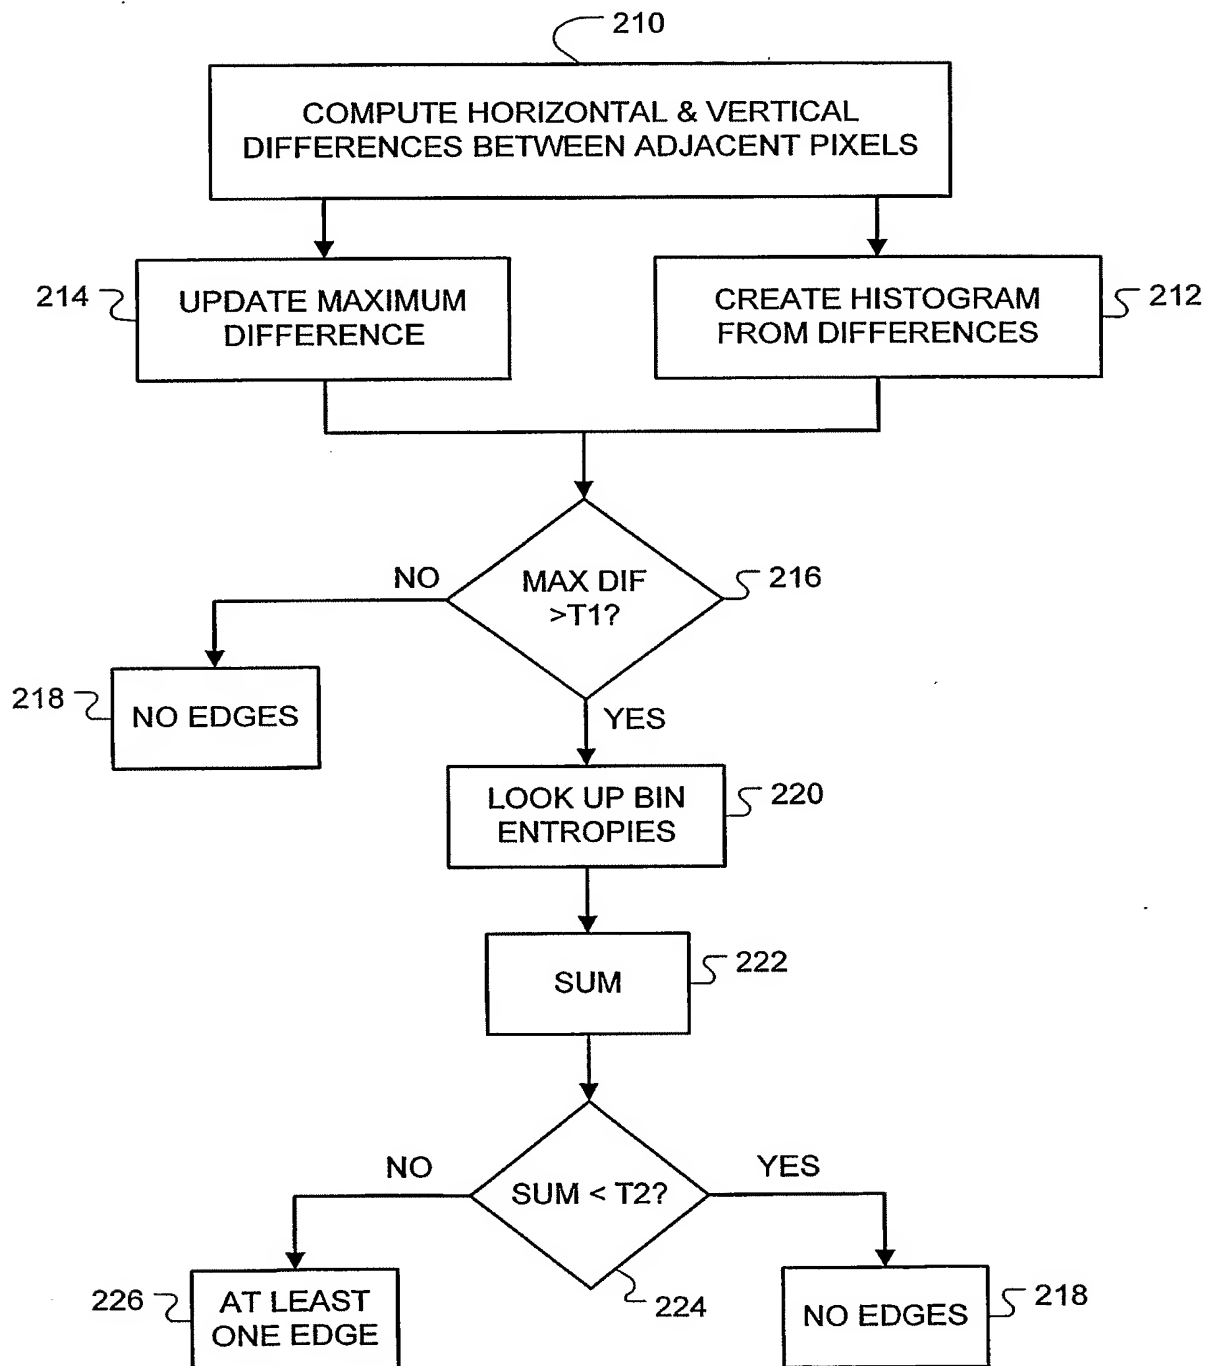 210
COMPUTE HORIZONTAL & VERTICAL
DIFFERENCES BETWEEN ADJACENT PIXELS
214
UPDATE MAXIMUM
DIFFERENCE
CREATE HISTOGRAM
FROM DIFFERENCES
212
NO
MAX DIF
>T1?
216
218
NO EDGES
YES
LOOK UP BIN
ENTROPIES
220
SUM
222
NO
SUM < T2?
YES
224
226
AT LEAST
ONE EDGE
NO EDGES
218